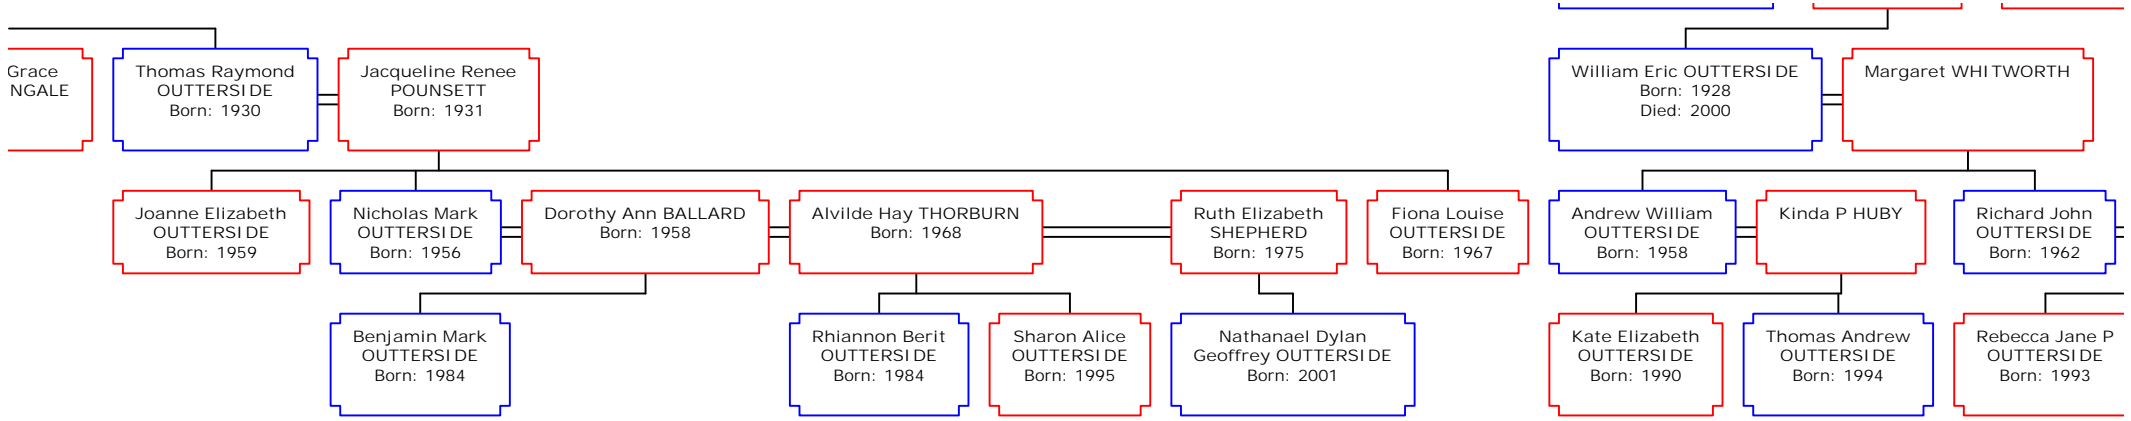 Grace
NGALE
Thomas Raymond
OUTTERSIDE
Born: 1930
Jacqueline Renee
POUNSETT
Born: 1931
William Eric OUTTERSIDE
Born: 1928
Died: 2000
Margaret WHITWORTH
Joanne Elizabeth
OUTTERSIDE
Born: 1959
Nicholas Mark
OUTTERSIDE
Born: 1956
Dorothy Ann BALLARD
Born: 1958
Alvilde Hay THORBURN
Born: 1968
Ruth Elizabeth
SHEPHERD
Born: 1975
Fiona Louise
OUTTERSIDE
Born: 1967
Andrew William
OUTTERSIDE
Born: 1958
Kinda P HUBY
Richard John
OUTTERSIDE
Born: 1962
Benjamin Mark
OUTTERSIDE
Born: 1984
Rhiannon Berit
OUTTERSIDE
Born: 1984
Sharon Alice
OUTTERSIDE
Born: 1995
Nathanael Dylan
Geoffrey OUTTERSIDE
Born: 2001
Kate Elizabeth
OUTTERSIDE
Born: 1990
Thomas Andrew
OUTTERSIDE
Born: 1994
Rebecca Jane P
OUTTERSIDE
Born: 1993